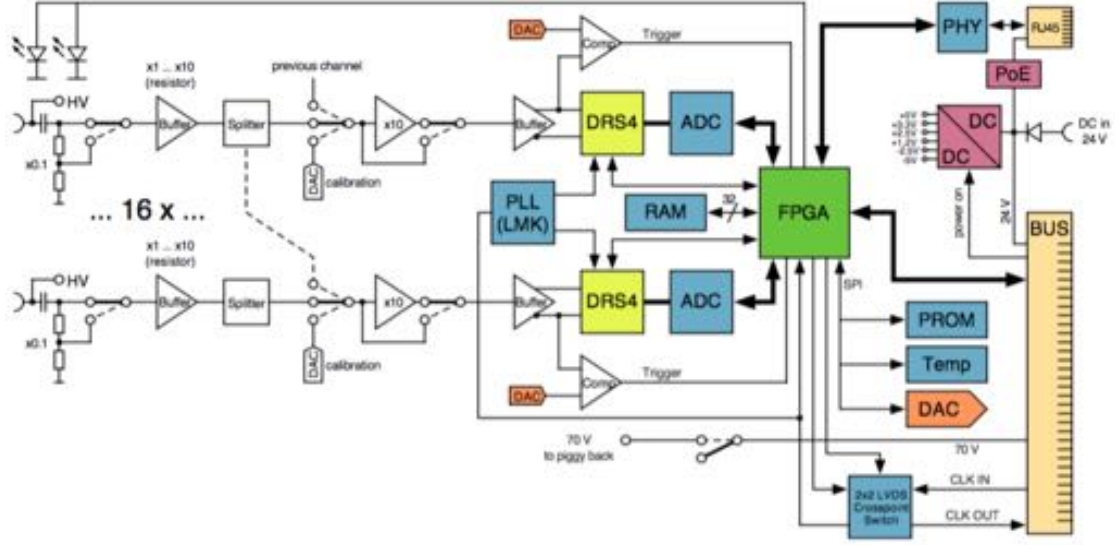 DAC
Comp
Trigger
PHY
RJ45
PoE
x1 ... x10
(resistor)
previous channel
HV
Buffer
Splitter
x10
Buffer
DRS4
ADC
DC
DC
DC in
24 V
x0.1
DAC
calibration
... 16 x ...
PLL
(LMK)
RAM
32
FPGA
power on
24 V
BUS
x1 ... x10
(resistor)
HV
Buffer
Splitter
x10
Buffer
DRS4
ADC
SPI
x0.1
DAC
calibration
PROM
Comp
Trigger
Temp
DAC
DAC
70 V
to piggy back
70 V
2x2 LVDS
Crosspoint
Switch
CLK IN
CLK OUT